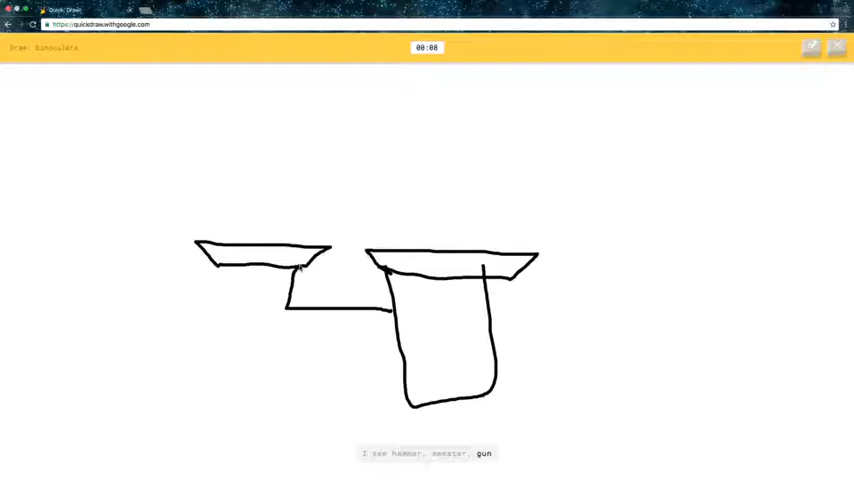 Quick, Draw!
https://quickdraw.withgoogle.com
Draw: Binoculars
00:08
I see hammer, sweater, gun